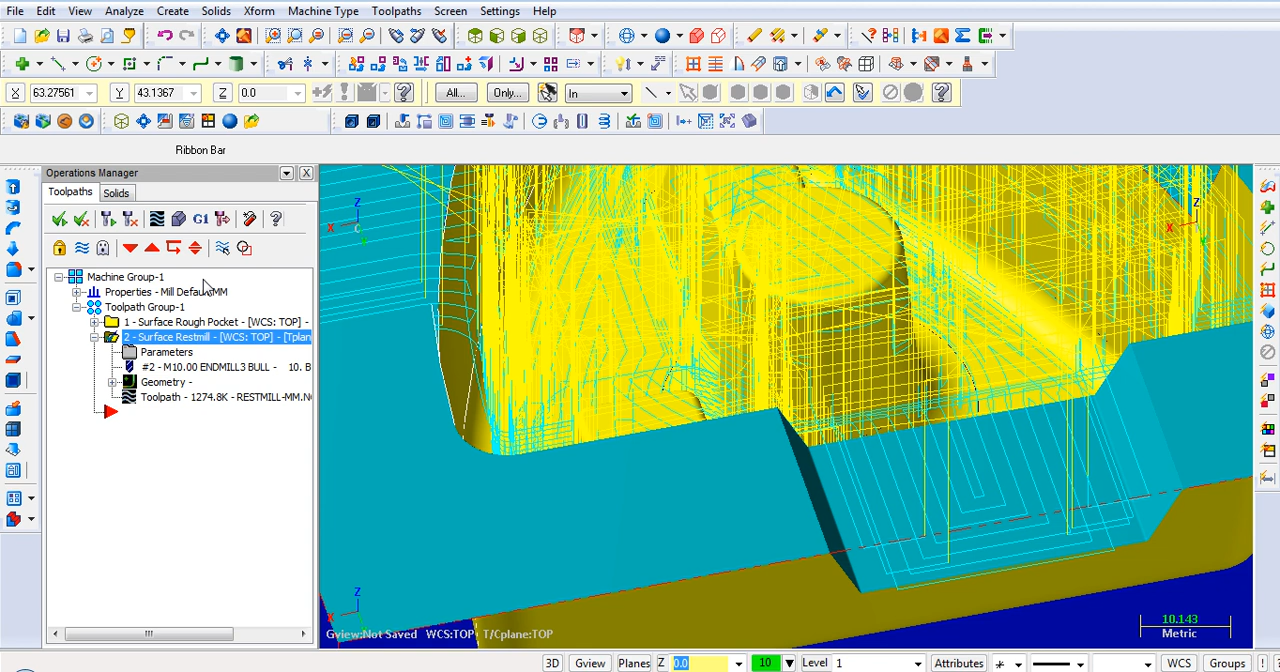 File Edit View Analyze Create Solids Xform Machine Type Toolpaths Screen Settings Help
X 63.27561 Y 43.1367 Z 0.0 All... Only... In
Ribbon Bar
Operations Manager
Toolpaths Solids
G1
Machine Group-1
Properties - Mill Default MM
Toolpath Group-1
1 - Surface Rough Pocket - [WCS: TOP] -
2 - Surface Restmill - [WCS: TOP] - [Tplan
Parameters
#2 - M10.00 ENDMILL3 BULL - 10. B
Geometry -
Toolpath - 1274.8K - RESTMILL-MM.N
Z
X
Z
X
Z
X
Z
X
Gview:Not Saved WCS:TOP T/Cplane:TOP
10.143
Metric
3D Gview Planes Z 0.0 10 Level 1 Attributes WCS Groups